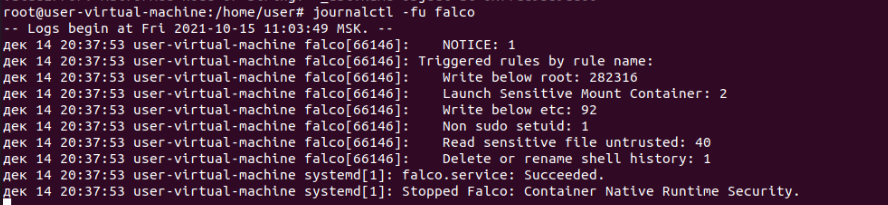 root@user-virtual-machine:/home/user# journalctl -fu falco
-- Logs begin at Fri 2021-10-15 11:03:49 MSK. --
дек 14 20:37:53 user-virtual-machine falco[66146]:    NOTICE: 1
дек 14 20:37:53 user-virtual-machine falco[66146]: Triggered rules by rule name:
дек 14 20:37:53 user-virtual-machine falco[66146]:    Write below root: 282316
дек 14 20:37:53 user-virtual-machine falco[66146]:    Launch Sensitive Mount Container: 2
дек 14 20:37:53 user-virtual-machine falco[66146]:    Write below etc: 92
дек 14 20:37:53 user-virtual-machine falco[66146]:    Non sudo setuid: 1
дек 14 20:37:53 user-virtual-machine falco[66146]:    Read sensitive file untrusted: 40
дек 14 20:37:53 user-virtual-machine falco[66146]:    Delete or rename shell history: 1
дек 14 20:37:53 user-virtual-machine systemd[1]: falco.service: Succeeded.
дек 14 20:37:53 user-virtual-machine systemd[1]: Stopped Falco: Container Native Runtime Security.